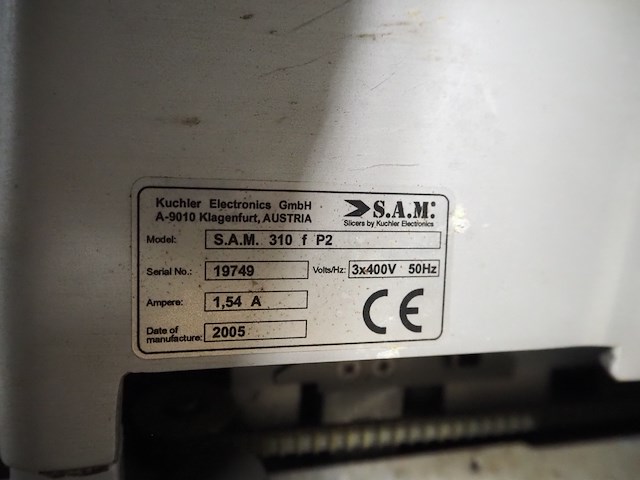 Kuchler Electronics GmbH
A-9010 Klagenfurt, AUSTRIA
S.A.M:
Slicers by Kuchler Electronics
Model: S.A.M. 310 f P2
Serial No.: 19749 Volts/Hz: 3x400V 50Hz
Ampere: 1,54 A
CE
Date of
manufacture: 2005